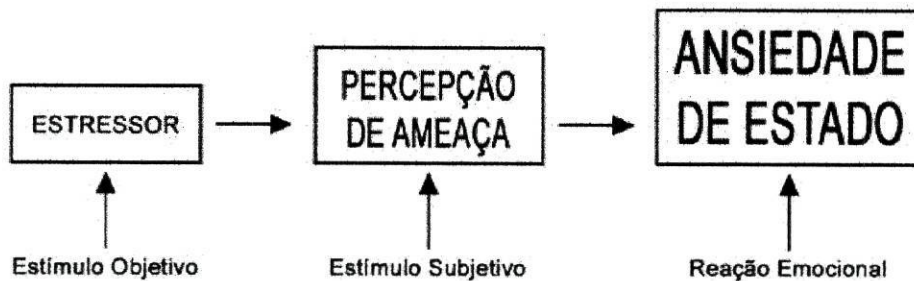 ESTRESSOR
PERCEPÇÃO
DE AMEAÇA
ANSIEDADE
DE ESTADO
Estímulo Objetivo
Estímulo Subjetivo
Reação Emocional